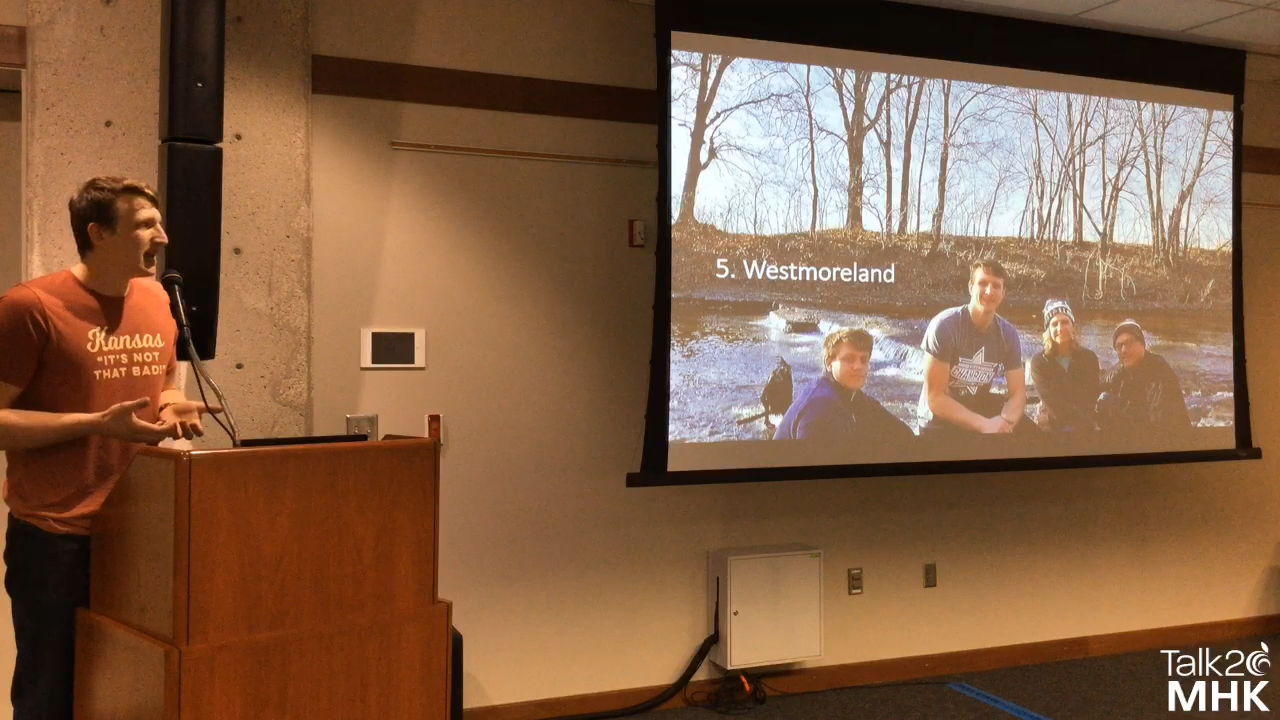 Kansas
"IT'S NOT
THAT BAD!"
5. Westmoreland
Talk20
MHK